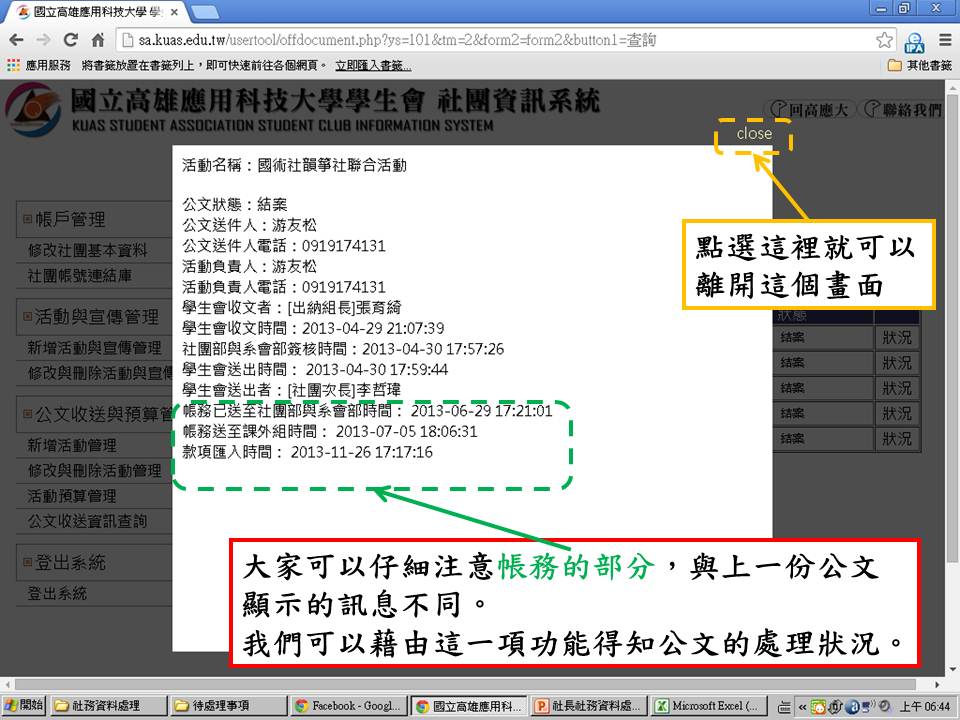 國立高雄應用科技大學 學
sa.kuas.edu.tw/usertool/offdocument.php?ys=101&tm=2&form2=form2&button1=查詢
應用服務 將書籤放置在書籤列上，即可快速前往各個網頁。 立即匯入書籤... 其他書籤
國立高雄應用科技大學學生會 社團資訊系統
KUAS STUDENT ASSOCIATION STUDENT CLUB INFORMATION SYSTEM
回高應大 聯絡我們
close
活動名稱：國術社韻箏社聯合活動
公文狀態：結案
公文送件人：游友松
公文送件人電話：0919174131
活動負責人：游友松
活動負責人電話：0919174131
學生會收文者：[出納組長]張育綺
學生會收文時間：2013-04-29 21:07:39
社團部與系會部簽核時間：2013-04-30 17:57:26
學生會送出時間：2013-04-30 17:59:44
學生會送出者：[社團次長]李哲瑋
帳務已送至社團部與系會部時間： 2013-06-29 17:21:01
帳務送至課外組時間： 2013-07-05 18:06:31
款項匯入時間： 2013-11-26 17:17:16
點選這裡就可以
離開這個畫面
帳戶管理
修改社團基本資料
社團帳號連結庫
活動與宣傳管理
新增活動與宣傳管理
修改與刪除活動與宣傳
公文收送與預算管
新增活動管理
修改與刪除活動管理
活動預算管理
公文收送資訊查詢
登出系統
登出系統
狀態
結案 狀況
結案 狀況
結案 狀況
結案 狀況
結案 狀況
大家可以仔細注意帳務的部分，與上一份公文
顯示的訊息不同。
我們可以藉由這一項功能得知公文的處理狀況。
開始 社務資料處理 待處理事項 Facebook - Googl... 國立高雄應用科... 社長社務資料處... Microsoft Excel (... 上午 06:44